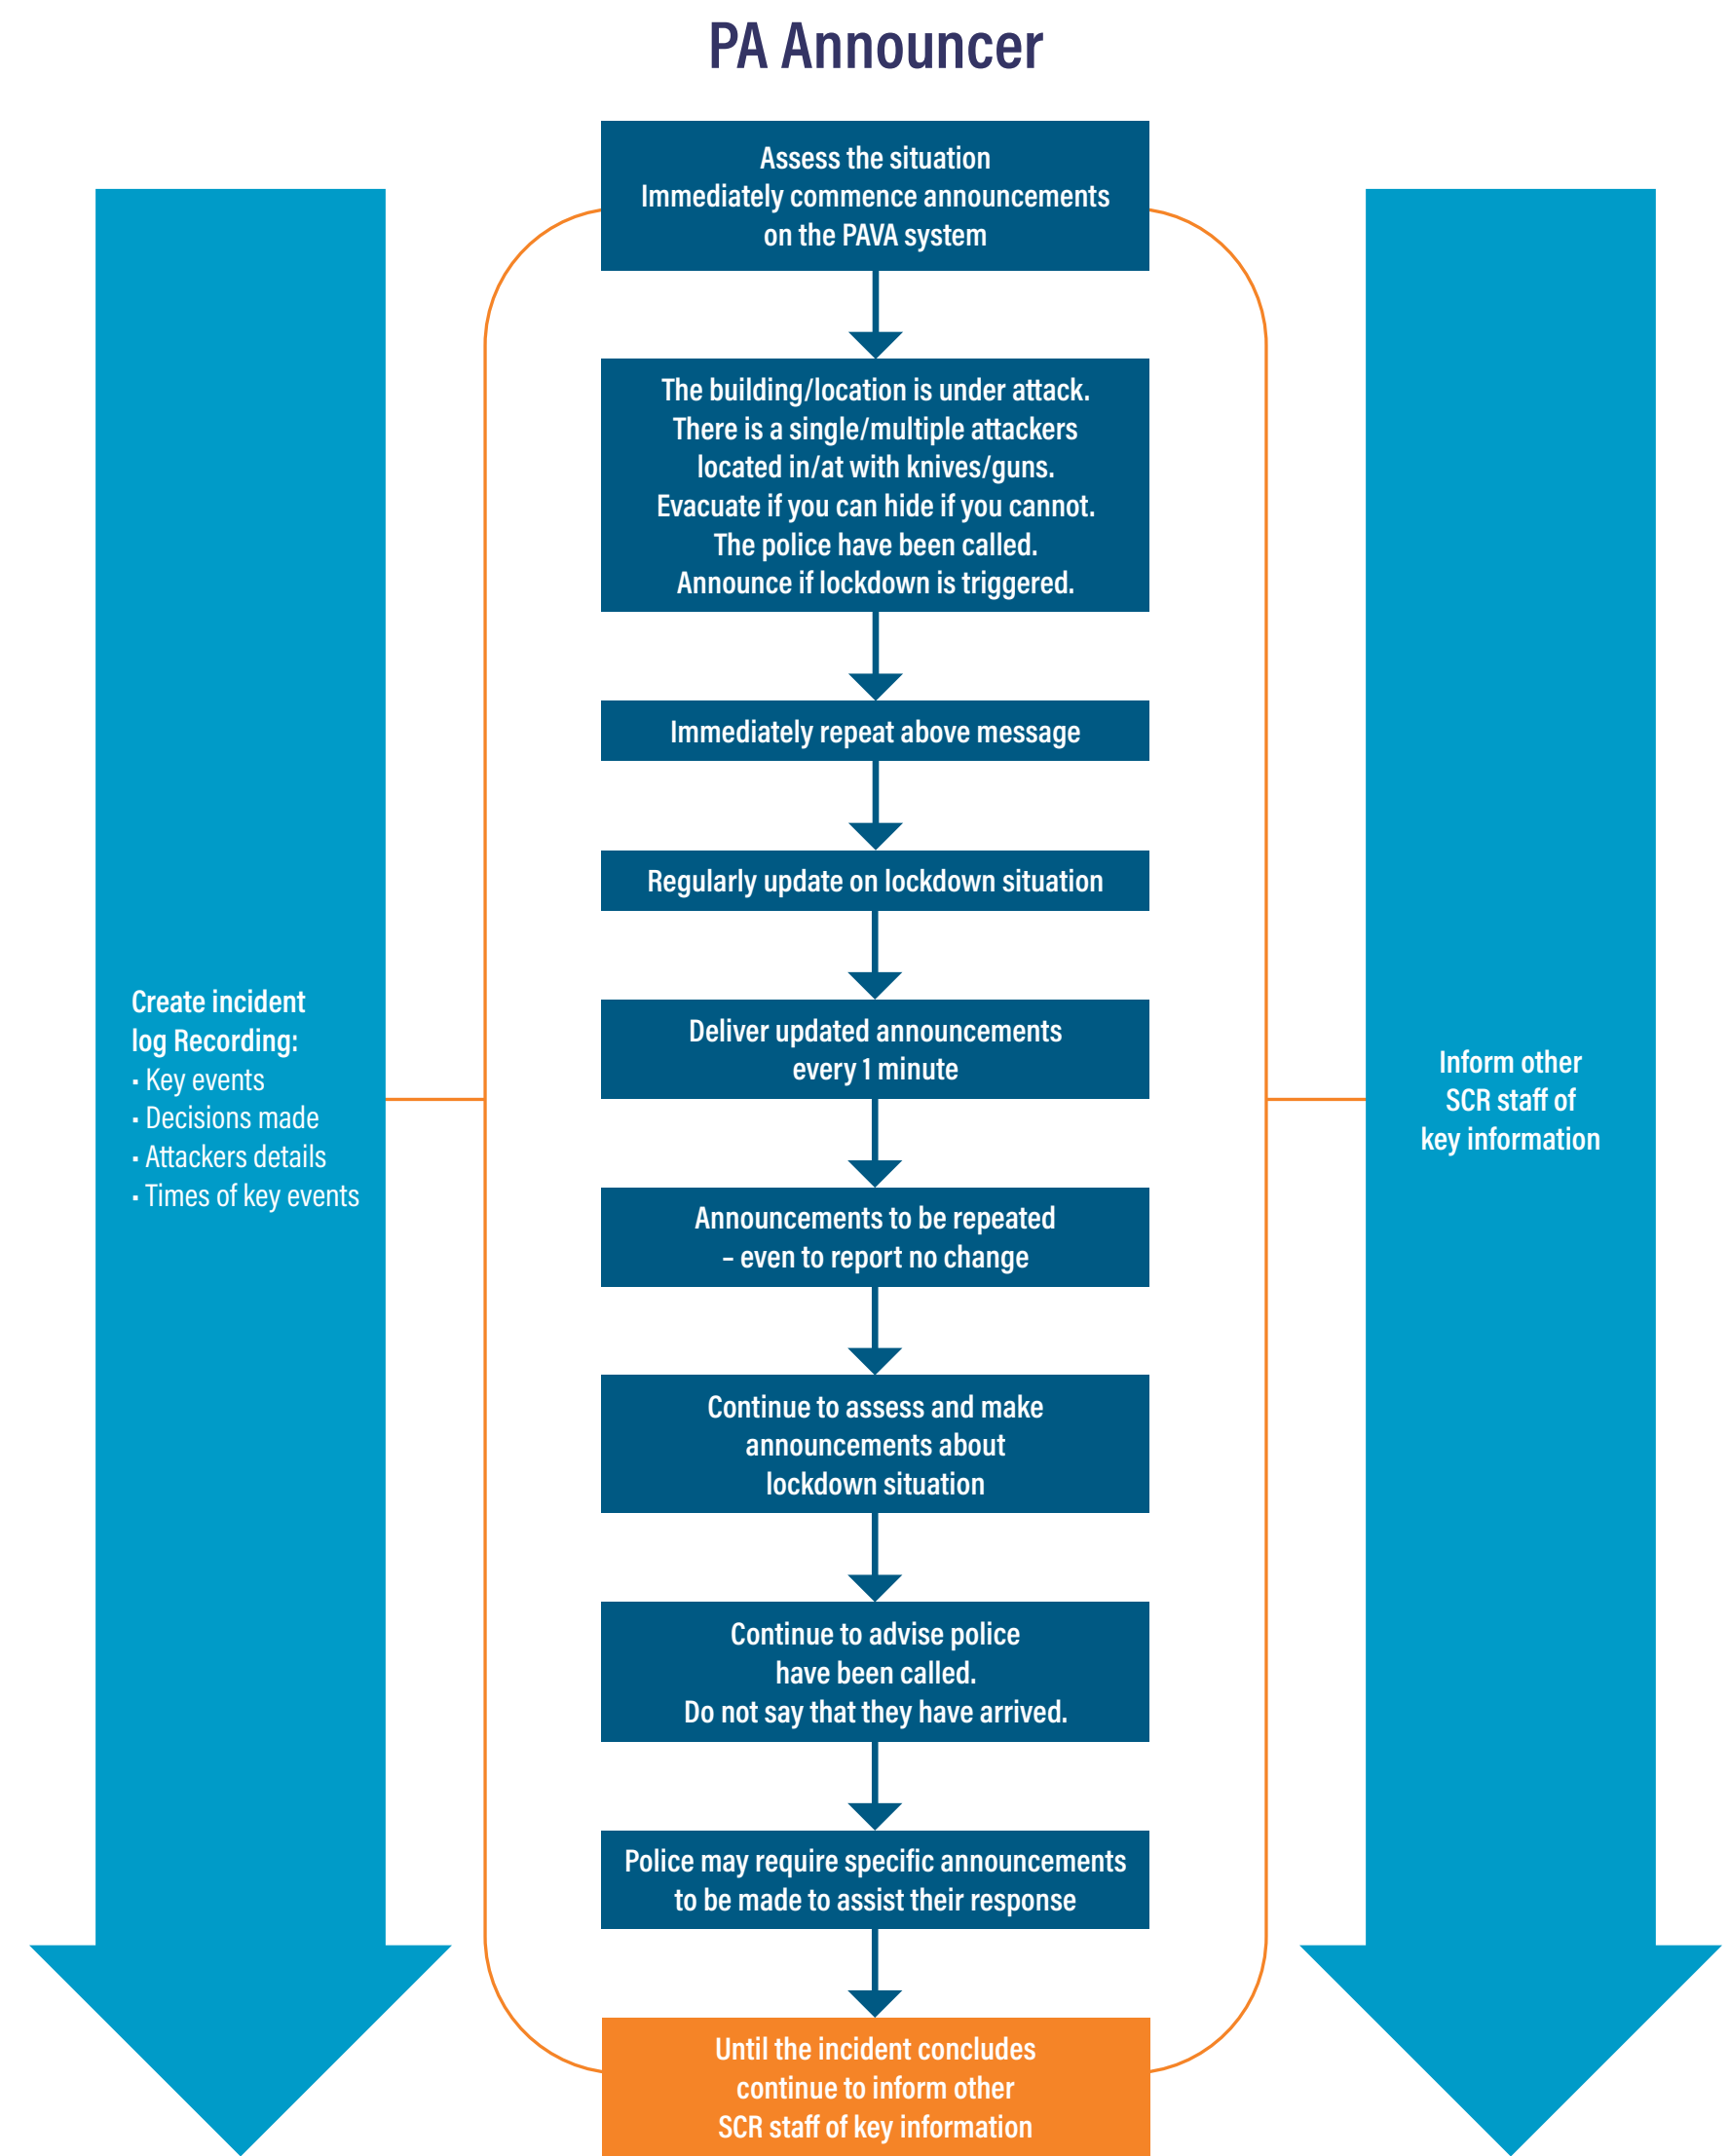 PA Announcer
Assess the situation
Immediately commence announcements
on the PAVA system
The building/location is under attack.
There is a single/multiple attackers
located in/at with knives/guns.
Evacuate if you can hide if you cannot.
The police have been called.
Announce if lockdown is triggered.
Immediately repeat above message
Regularly update on lockdown situation
Create incident
log Recording:
• Key events
• Decisions made
• Attackers details
• Times of key events
Deliver updated announcements
every 1 minute
Inform other
SCR staff of
key information
Announcements to be repeated
– even to report no change
Continue to assess and make
announcements about
lockdown situation
Continue to advise police
have been called.
Do not say that they have arrived.
Police may require specific announcements
to be made to assist their response
Until the incident concludes
continue to inform other
SCR staff of key information